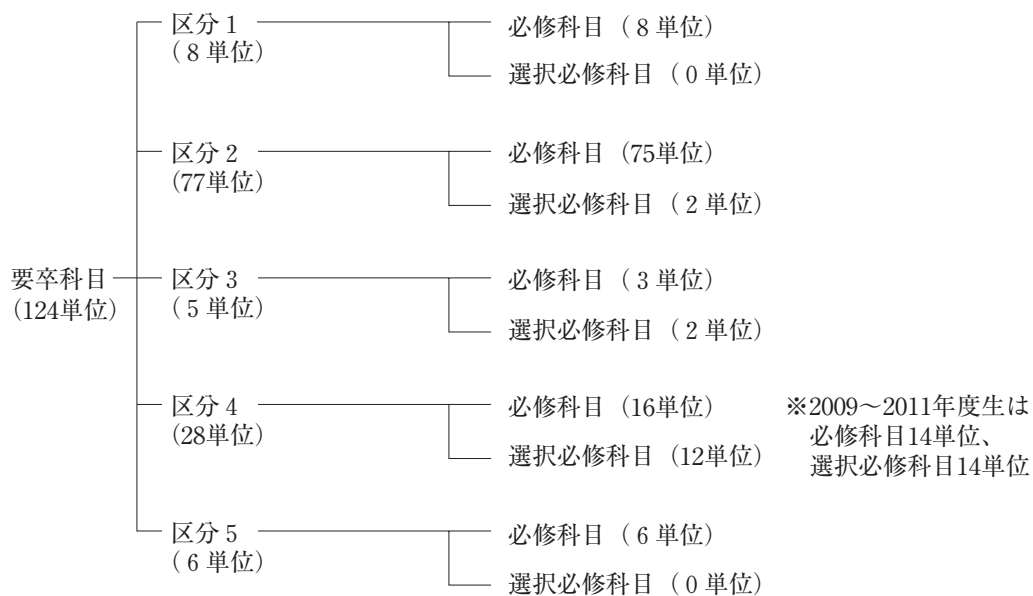 要卒科目
(124単位)
区分 1
( 8 単位)
必修科目 ( 8 単位)
選択必修科目 ( 0 単位)
区分 2
(77単位)
必修科目 (75単位)
選択必修科目 ( 2 単位)
区分 3
( 5 単位)
必修科目 ( 3 単位)
選択必修科目 ( 2 単位)
区分 4
(28単位)
必修科目 (16単位)
選択必修科目 (12単位)
※2009〜2011年度生は
必修科目14単位、
選択必修科目14単位
区分 5
( 6 単位)
必修科目 ( 6 単位)
選択必修科目 ( 0 単位)